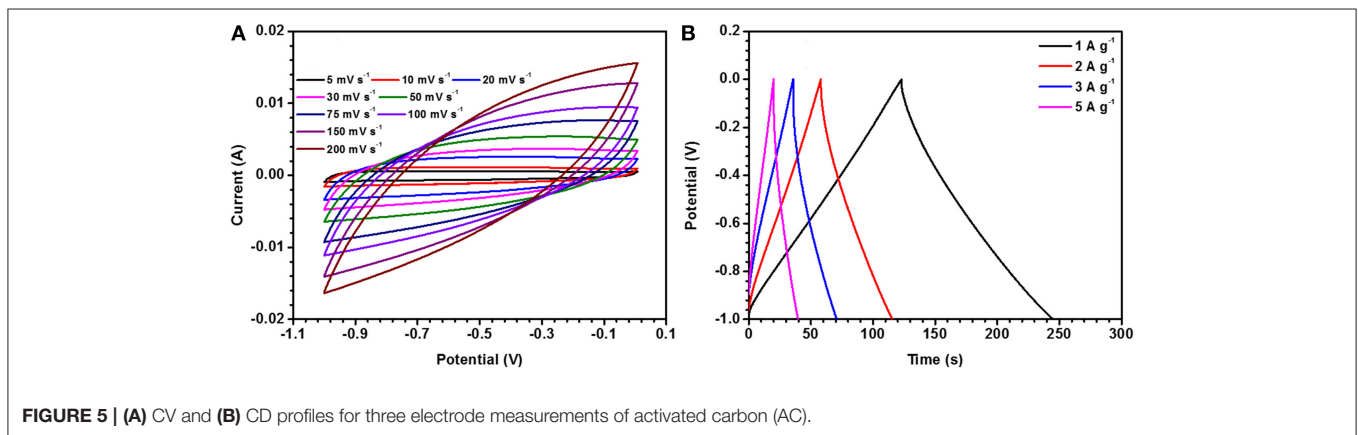 A
0.02
0.01
0.00
-0.01
-0.02
Current (A)
5 mV s⁻¹ 10 mV s⁻¹ 20 mV s⁻¹
30 mV s⁻¹ 50 mV s⁻¹
75 mV s⁻¹ 100 mV s⁻¹
150 mV s⁻¹
200 mV s⁻¹
-1.1 -0.9 -0.7 -0.5 -0.3 -0.1 0.1
Potential (V)
B
0.2
0.0
-0.2
-0.4
-0.6
-0.8
-1.0
Potential (V)
1 A g⁻¹
2 A g⁻¹
3 A g⁻¹
5 A g⁻¹
0 50 100 150 200 250 300
Time (s)
FIGURE 5 | (A) CV and (B) CD profiles for three electrode measurements of activated carbon (AC).